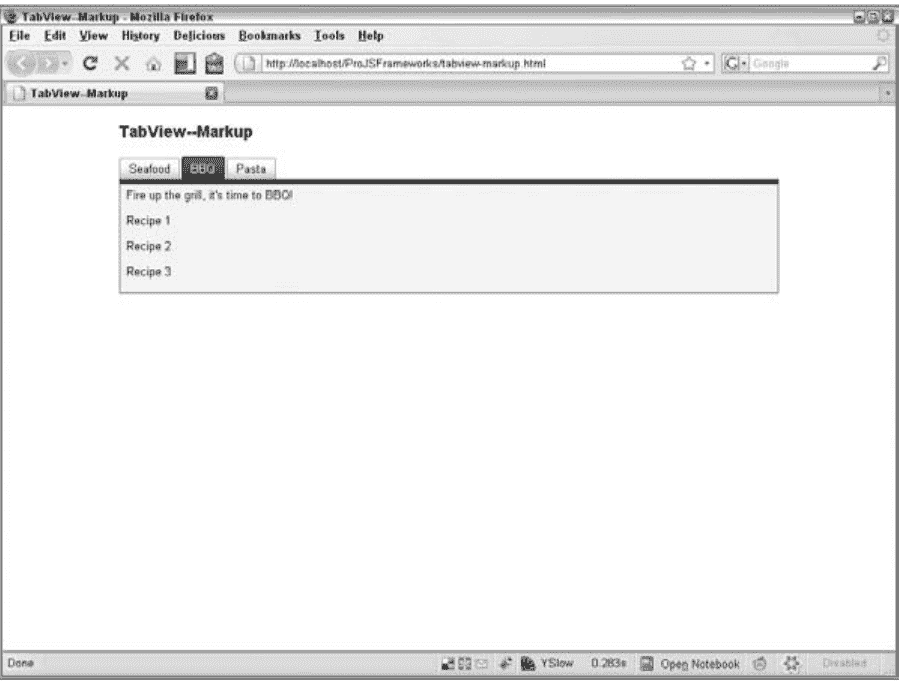 TabView--Markup - Mozilla Firefox
File Edit View History Delicious Bookmarks Tools Help
http://localhost/ProJSFrameworks/tabview-markup.html Google
TabView--Markup
TabView--Markup
Seafood BBQ Pasta
Fire up the grill, it's time to BBQ!
Recipe 1
Recipe 2
Recipe 3
Done YSlow 0.283s Open Notebook Disabled